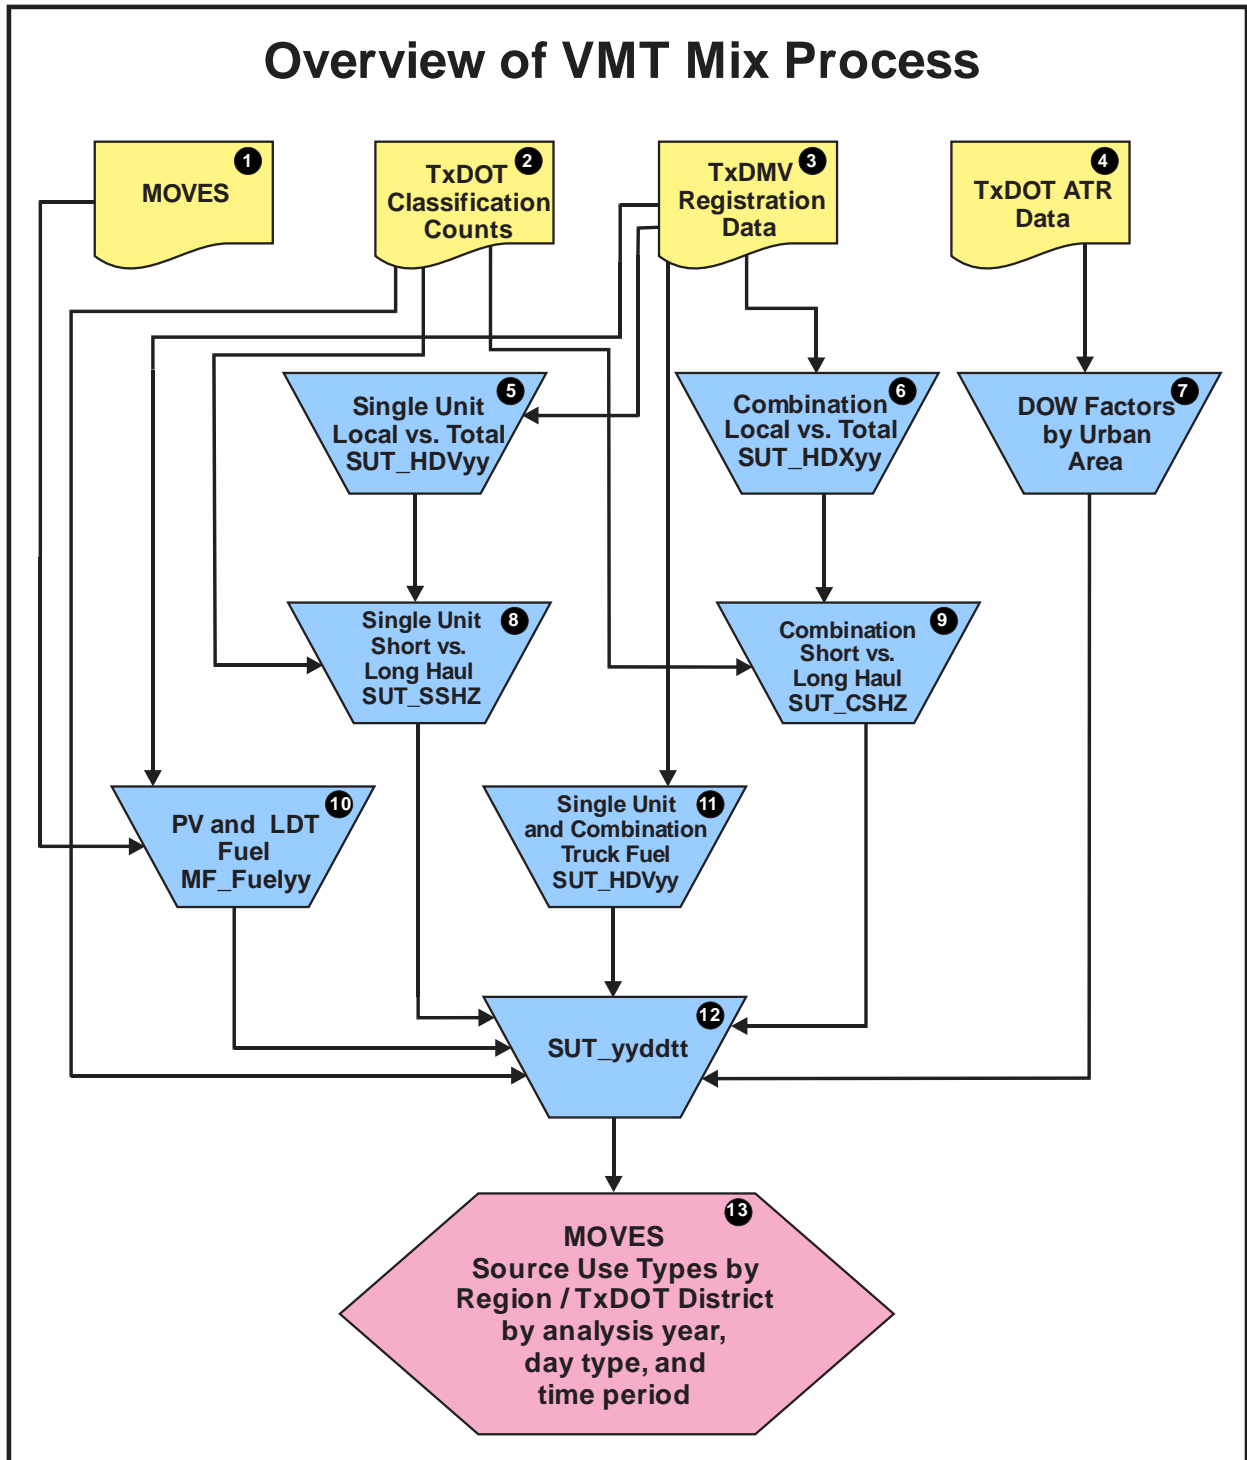 Overview of VMT Mix Process
1
MOVES
2
TxDOT
Classification
Counts
3
TxDMV
Registration
Data
4
TxDOT ATR
Data
5
Single Unit
Local vs. Total
SUT_HDVyy
6
Combination
Local vs. Total
SUT_HDXyy
7
DOW Factors
by Urban
Area
8
Single Unit
Short vs.
Long Haul
SUT_SSHZ
9
Combination
Short vs.
Long Haul
SUT_CSHZ
10
PV and LDT
Fuel
MF_Fuelyy
11
Single Unit
and Combination
Truck Fuel
SUT_HDVyy
12
SUT_yyddtt
13
MOVES
Source Use Types by
Region / TxDOT District
by analysis year,
day type, and
time period